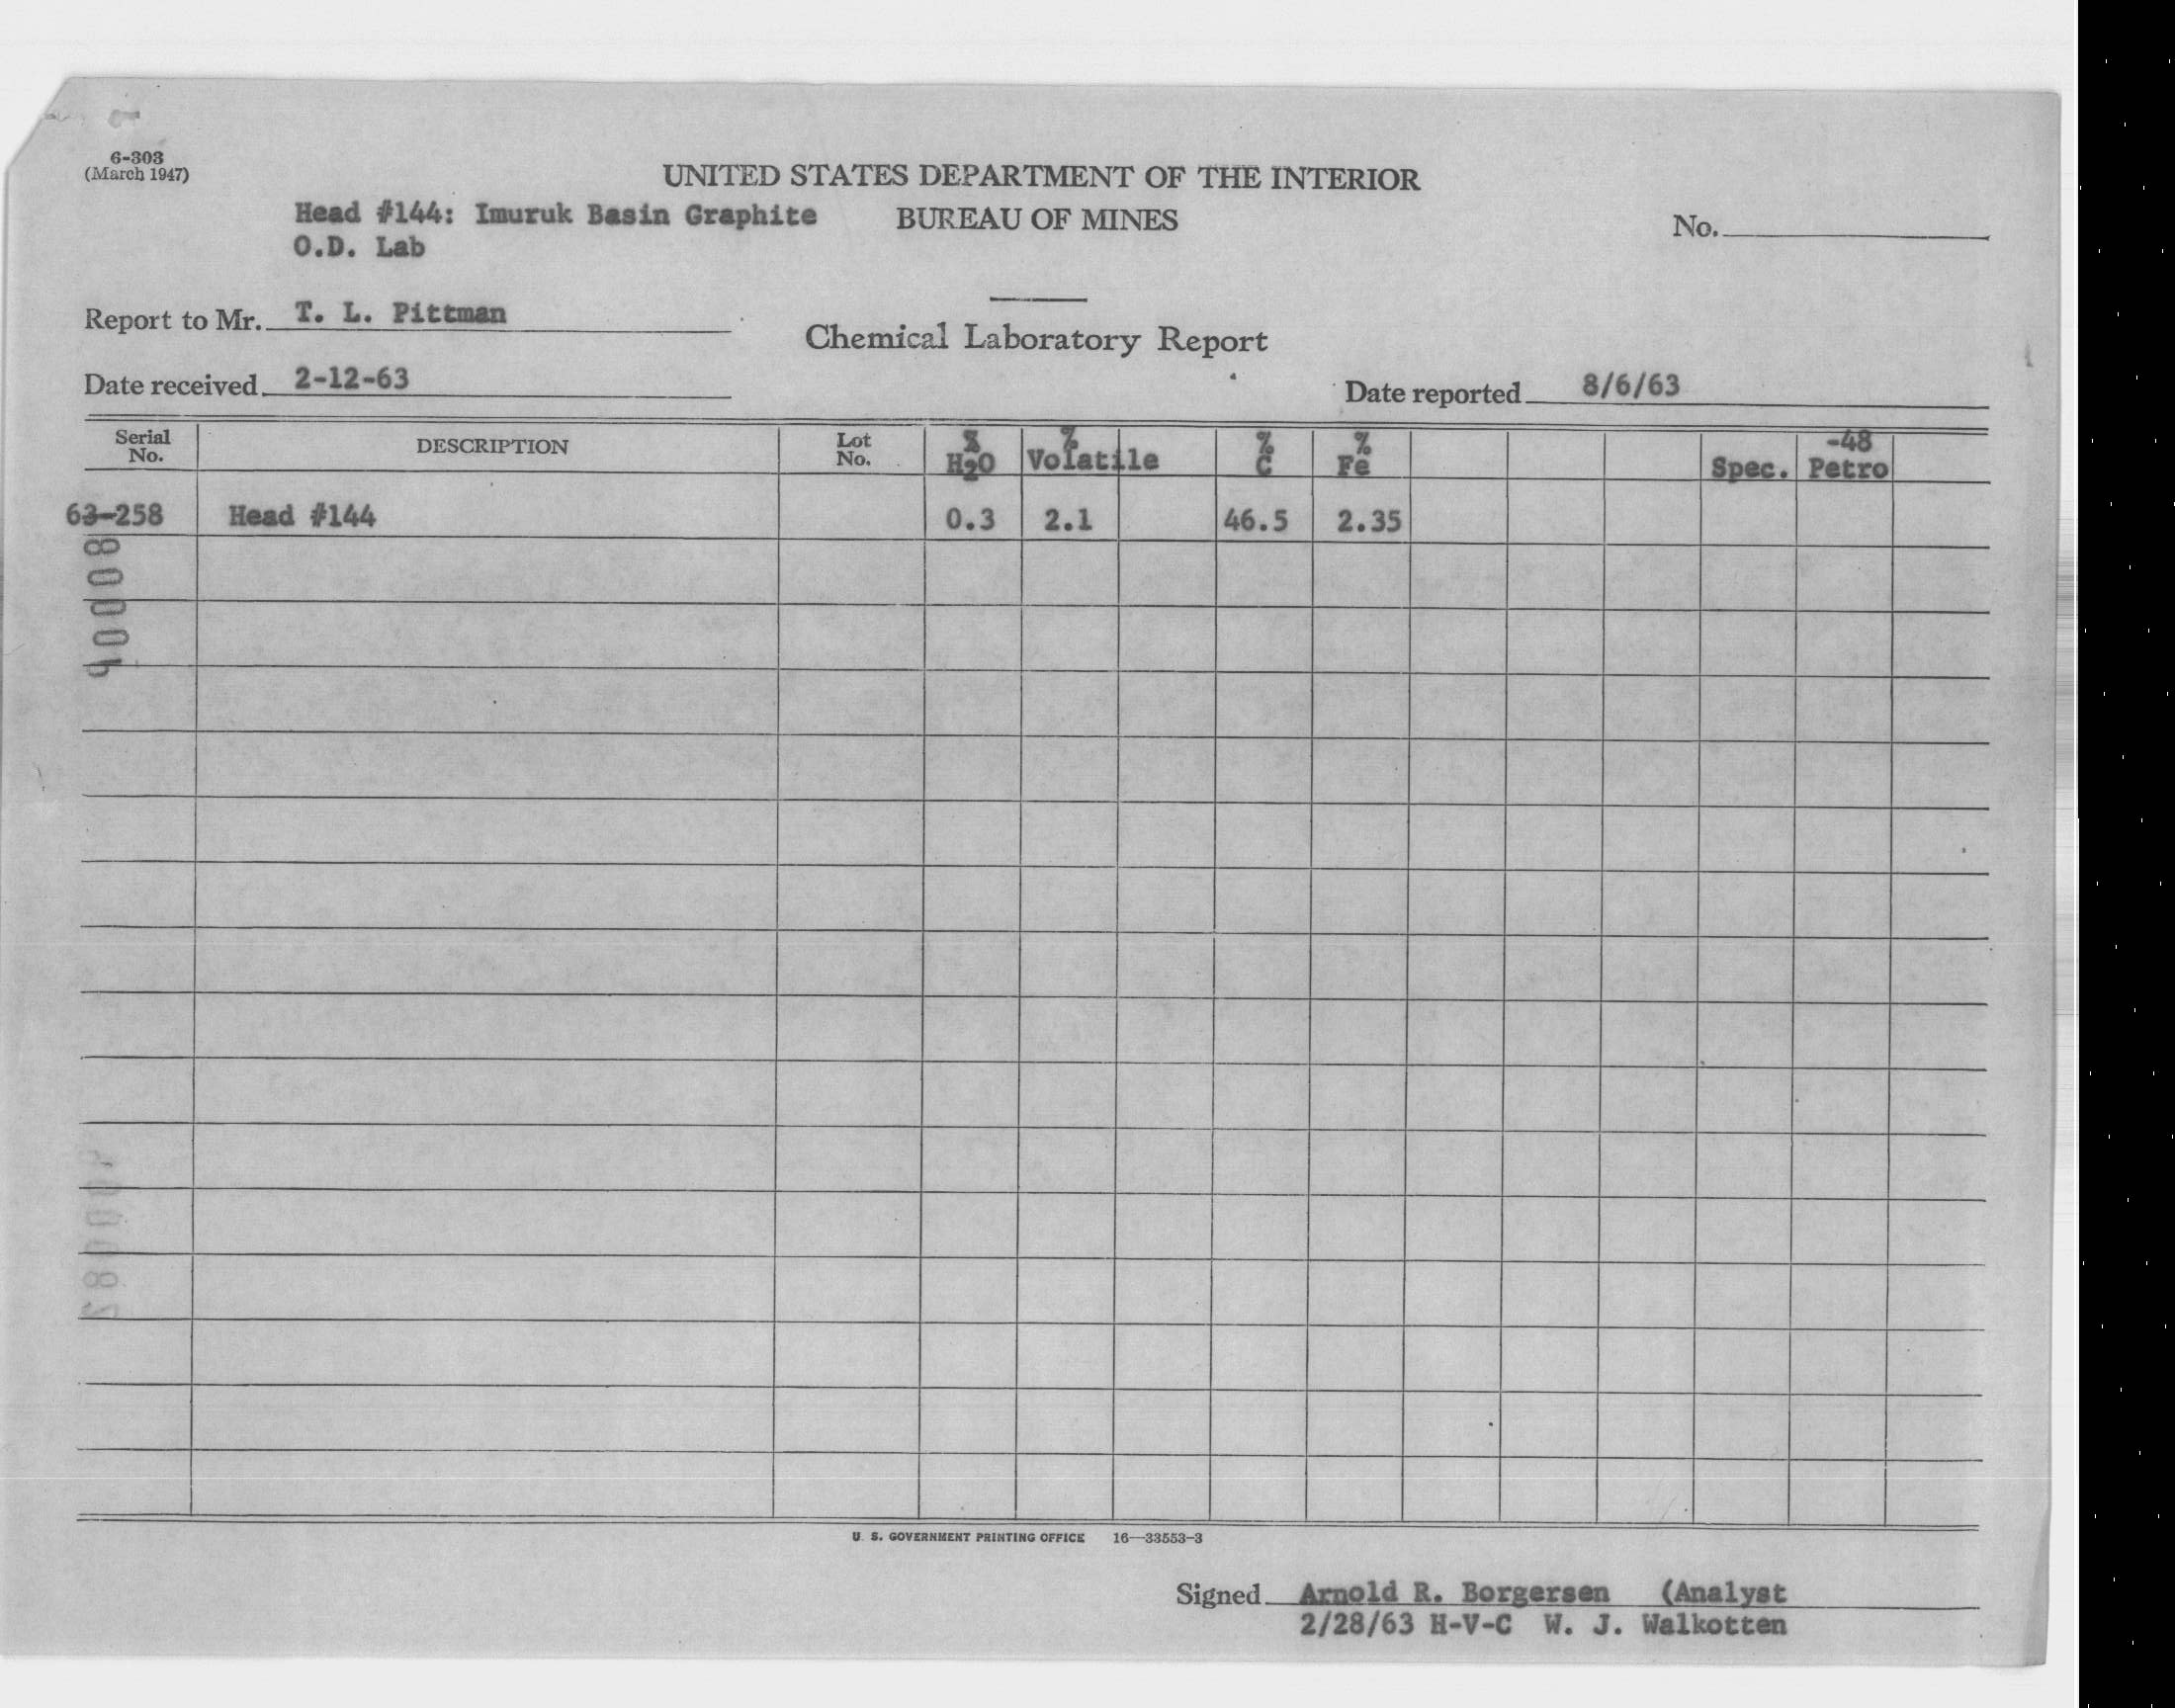 6-303
(March 1947)
UNITED STATES DEPARTMENT OF THE INTERIOR
Head #144: Imuruk Basin Graphite
BUREAU OF MINES
No.
O.D. Lab
Report to Mr. T. L. Pittman
Chemical Laboratory Report
Date received 2-12-63
Date reported 8/6/63
Serial No. DESCRIPTION Lot No. % H2O % Volatile % C % Fe Spec. -48 Petro
63-258 Head #144 0.3 2.1 46.5 2.35
U. S. GOVERNMENT PRINTING OFFICE 16—33553-3
Signed Arnold R. Borgersen (Analyst
2/28/63 H-V-C W. J. Walkotten